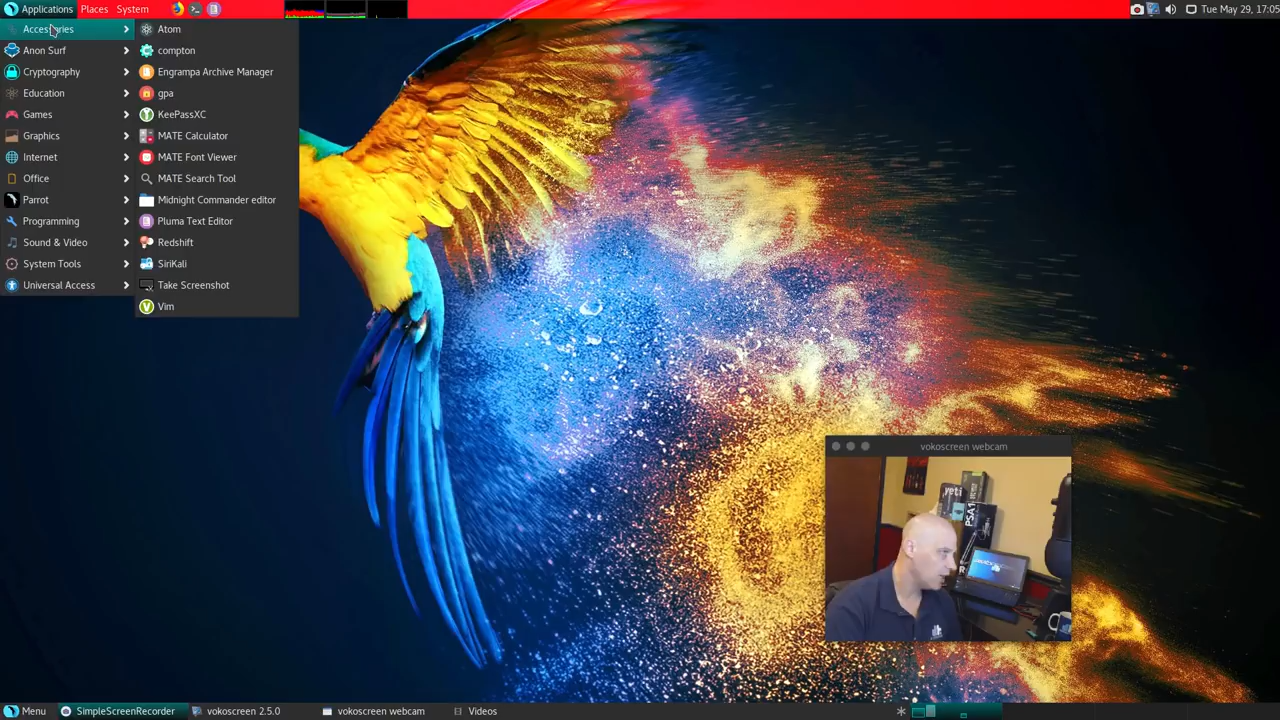 Applications Places System
Tue May 29, 17:05
Accessories
Anon Surf
Cryptography
Education
Games
Graphics
Internet
Office
Parrot
Programming
Sound & Video
System Tools
Universal Access
Atom
compton
Engrampa Archive Manager
gpa
KeePassXC
MATE Calculator
MATE Font Viewer
MATE Search Tool
Midnight Commander editor
Pluma Text Editor
Redshift
SiriKali
Take Screenshot
Vim
vokoscreen webcam
yeti
PSA1
Menu
SimpleScreenRecorder
vokoscreen 2.5.0
vokoscreen webcam
Videos